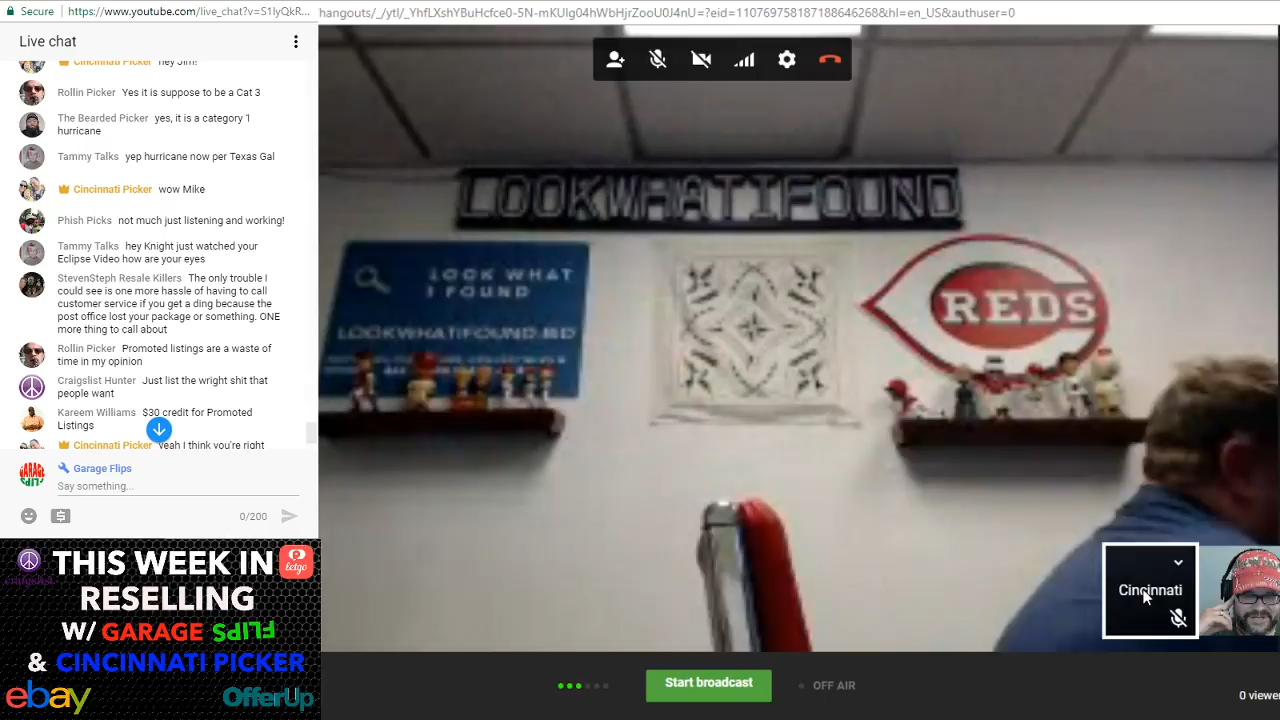 Secure
https://www.youtube.com/live_chat?v=S1IyQkR...
hangouts/_/ytl/_YhfLXshYBuHcfce0-5N-mKUlg04hWbHjrZooU0J4nU=?eid=110769758187188646268&hl=en_US&authuser=0
Live chat
Cincinnati Picker hey Jim!
Rollin Picker Yes it is suppose to be a Cat 3
The Bearded Picker yes, it is a category 1
hurricane
Tammy Talks yep hurricane now per Texas Gal
Cincinnati Picker wow Mike
Phish Picks not much just listening and working!
Tammy Talks hey Knight just watched your
Eclipse Video how are your eyes
StevenSteph Resale Killers The only trouble I
could see is one more hassle of having to call
customer service if you get a ding because the
post office lost your package or something. ONE
more thing to call about
Rollin Picker Promoted listings are a waste of
time in my opinion
Craigslist Hunter Just list the wright shit that
people want
Kareem Williams $30 credit for Promoted
Listings
Cincinnati Picker yeah I think you're right
Garage Flips
Say something...
0/200
THIS WEEK IN
RESELLING
W/ GARAGE FLIPS
& CINCINNATI PICKER
craigslist
letgo
ebay
OfferUp
LOOKWHATIFOUND
LOOK WHAT
I FOUND
LOOKWHATIFOUND.BID
REDS
Cincinnati
GARAGE
FLIPS
Start broadcast
OFF AIR
0 viewe